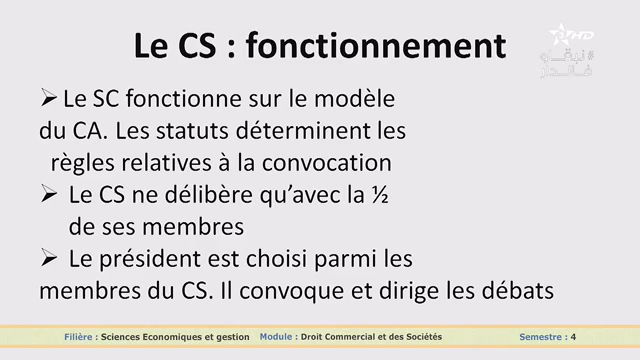 Le CS : fonctionnement
HD
#نبقاو
فالدار
➢ Le SC fonctionne sur le modèle
du CA. Les statuts déterminent les
règles relatives à la convocation
➢ Le CS ne délibère qu’avec la ½
de ses membres
➢ Le président est choisi parmi les
membres du CS. Il convoque et dirige les débats
Filière : Sciences Economiques et gestion Module : Droit Commercial et des Sociétés Semestre : 4